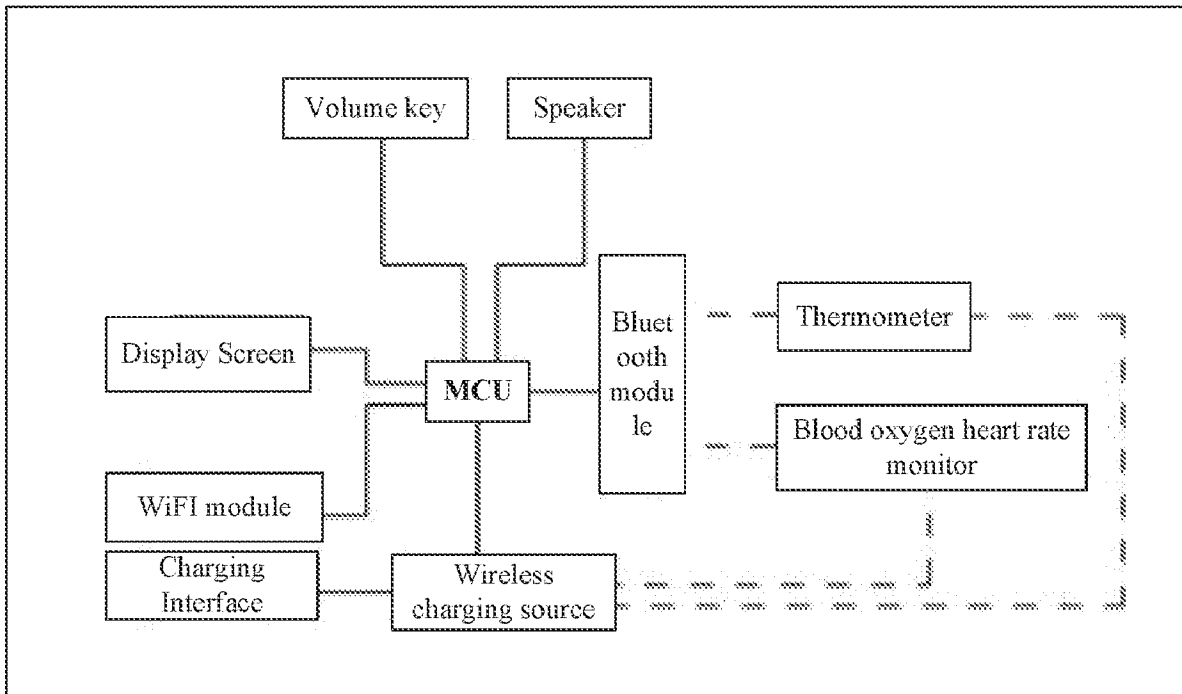 Volume key
Speaker
Display Screen
MCU
Bluet
ooth
modu
le
Thermometer
Blood oxygen heart rate
monitor
WiFI module
Charging
Interface
Wireless
charging source